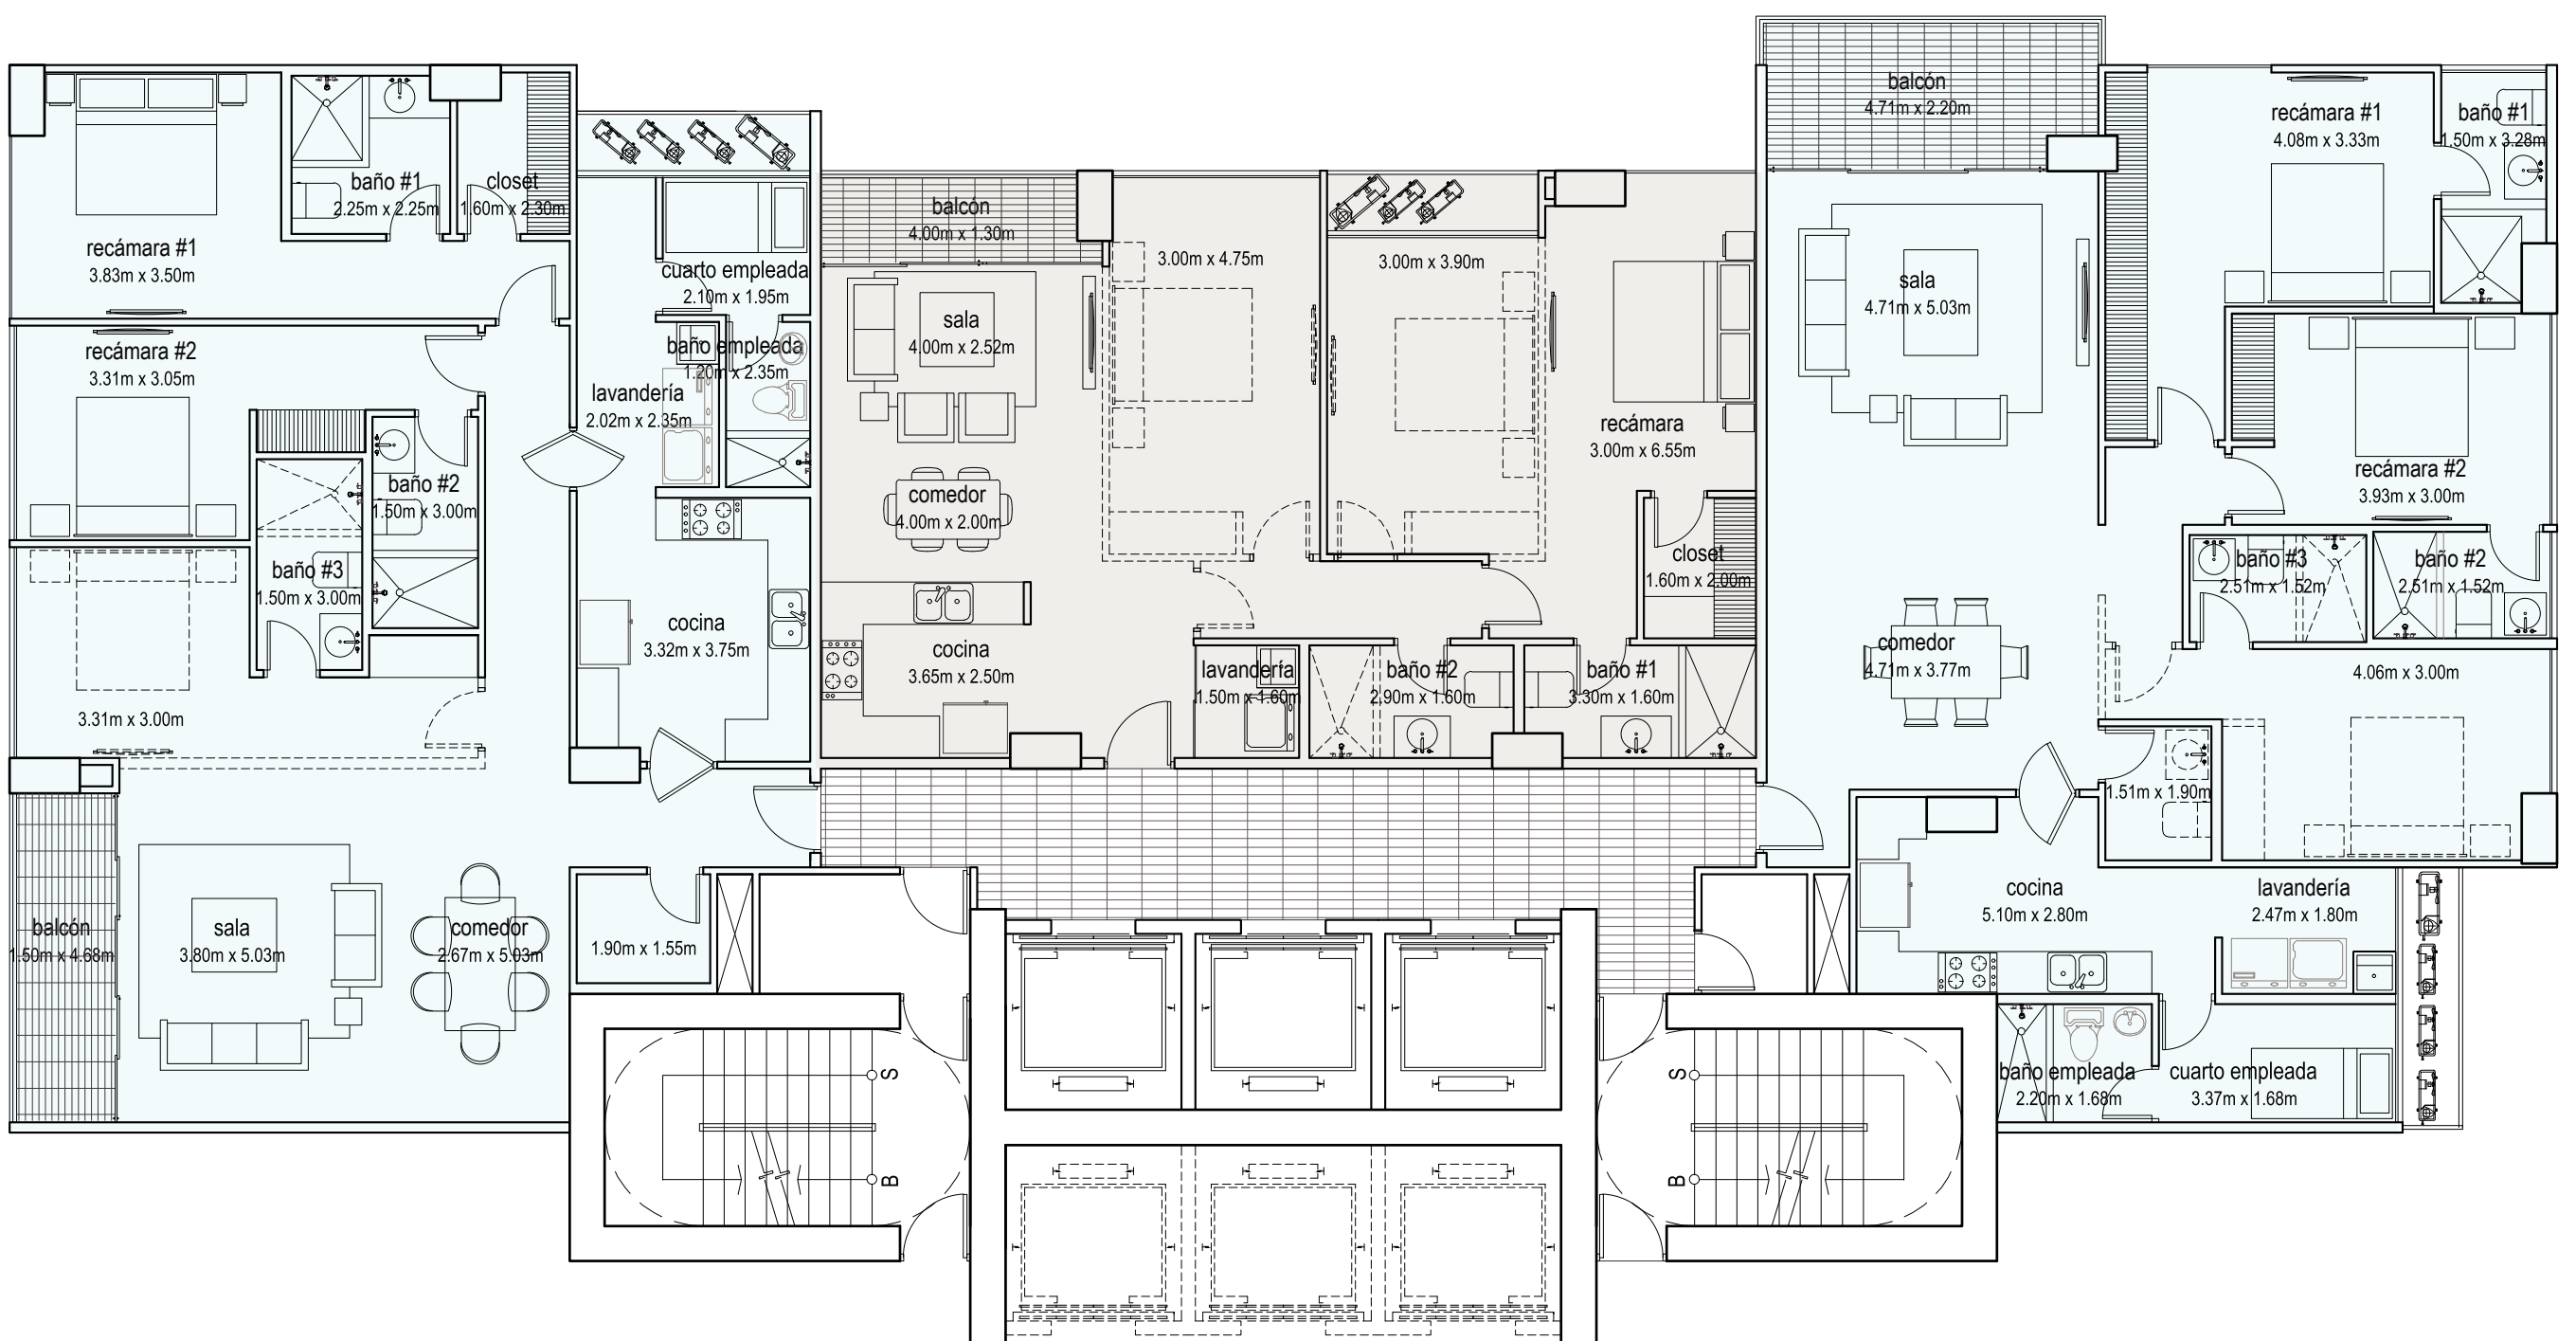 recámara #1
3.83m x 3.50m
baño #1
2.25m x 2.25m
closet
1.60m x 2.30m
recámara #2
3.31m x 3.05m
baño #2
1.50m x 3.00m
baño #3
1.50m x 3.00m
3.31m x 3.00m
balcón
1.50m x 4.68m
sala
3.80m x 5.03m
comedor
2.67m x 5.03m
1.90m x 1.55m
cuarto empleada
2.10m x 1.95m
baño empleada
1.20m x 2.35m
lavandería
2.02m x 2.35m
cocina
3.32m x 3.75m
balcón
4.00m x 1.30m
sala
4.00m x 2.52m
comedor
4.00m x 2.00m
cocina
3.65m x 2.50m
3.00m x 4.75m
3.00m x 3.90m
recámara
3.00m x 6.55m
closet
1.60m x 2.00m
lavandería
1.50m x 1.60m
baño #2
2.90m x 1.60m
baño #1
3.30m x 1.60m
balcón
4.71m x 2.20m
sala
4.71m x 5.03m
comedor
4.71m x 3.77m
recámara #1
4.08m x 3.33m
baño #1
1.50m x 3.28m
recámara #2
3.93m x 3.00m
baño #3
2.51m x 1.52m
baño #2
2.51m x 1.52m
4.06m x 3.00m
1.51m x 1.90m
cocina
5.10m x 2.80m
lavandería
2.47m x 1.80m
baño empleada
2.20m x 1.68m
cuarto empleada
3.37m x 1.68m
S
B
S
B